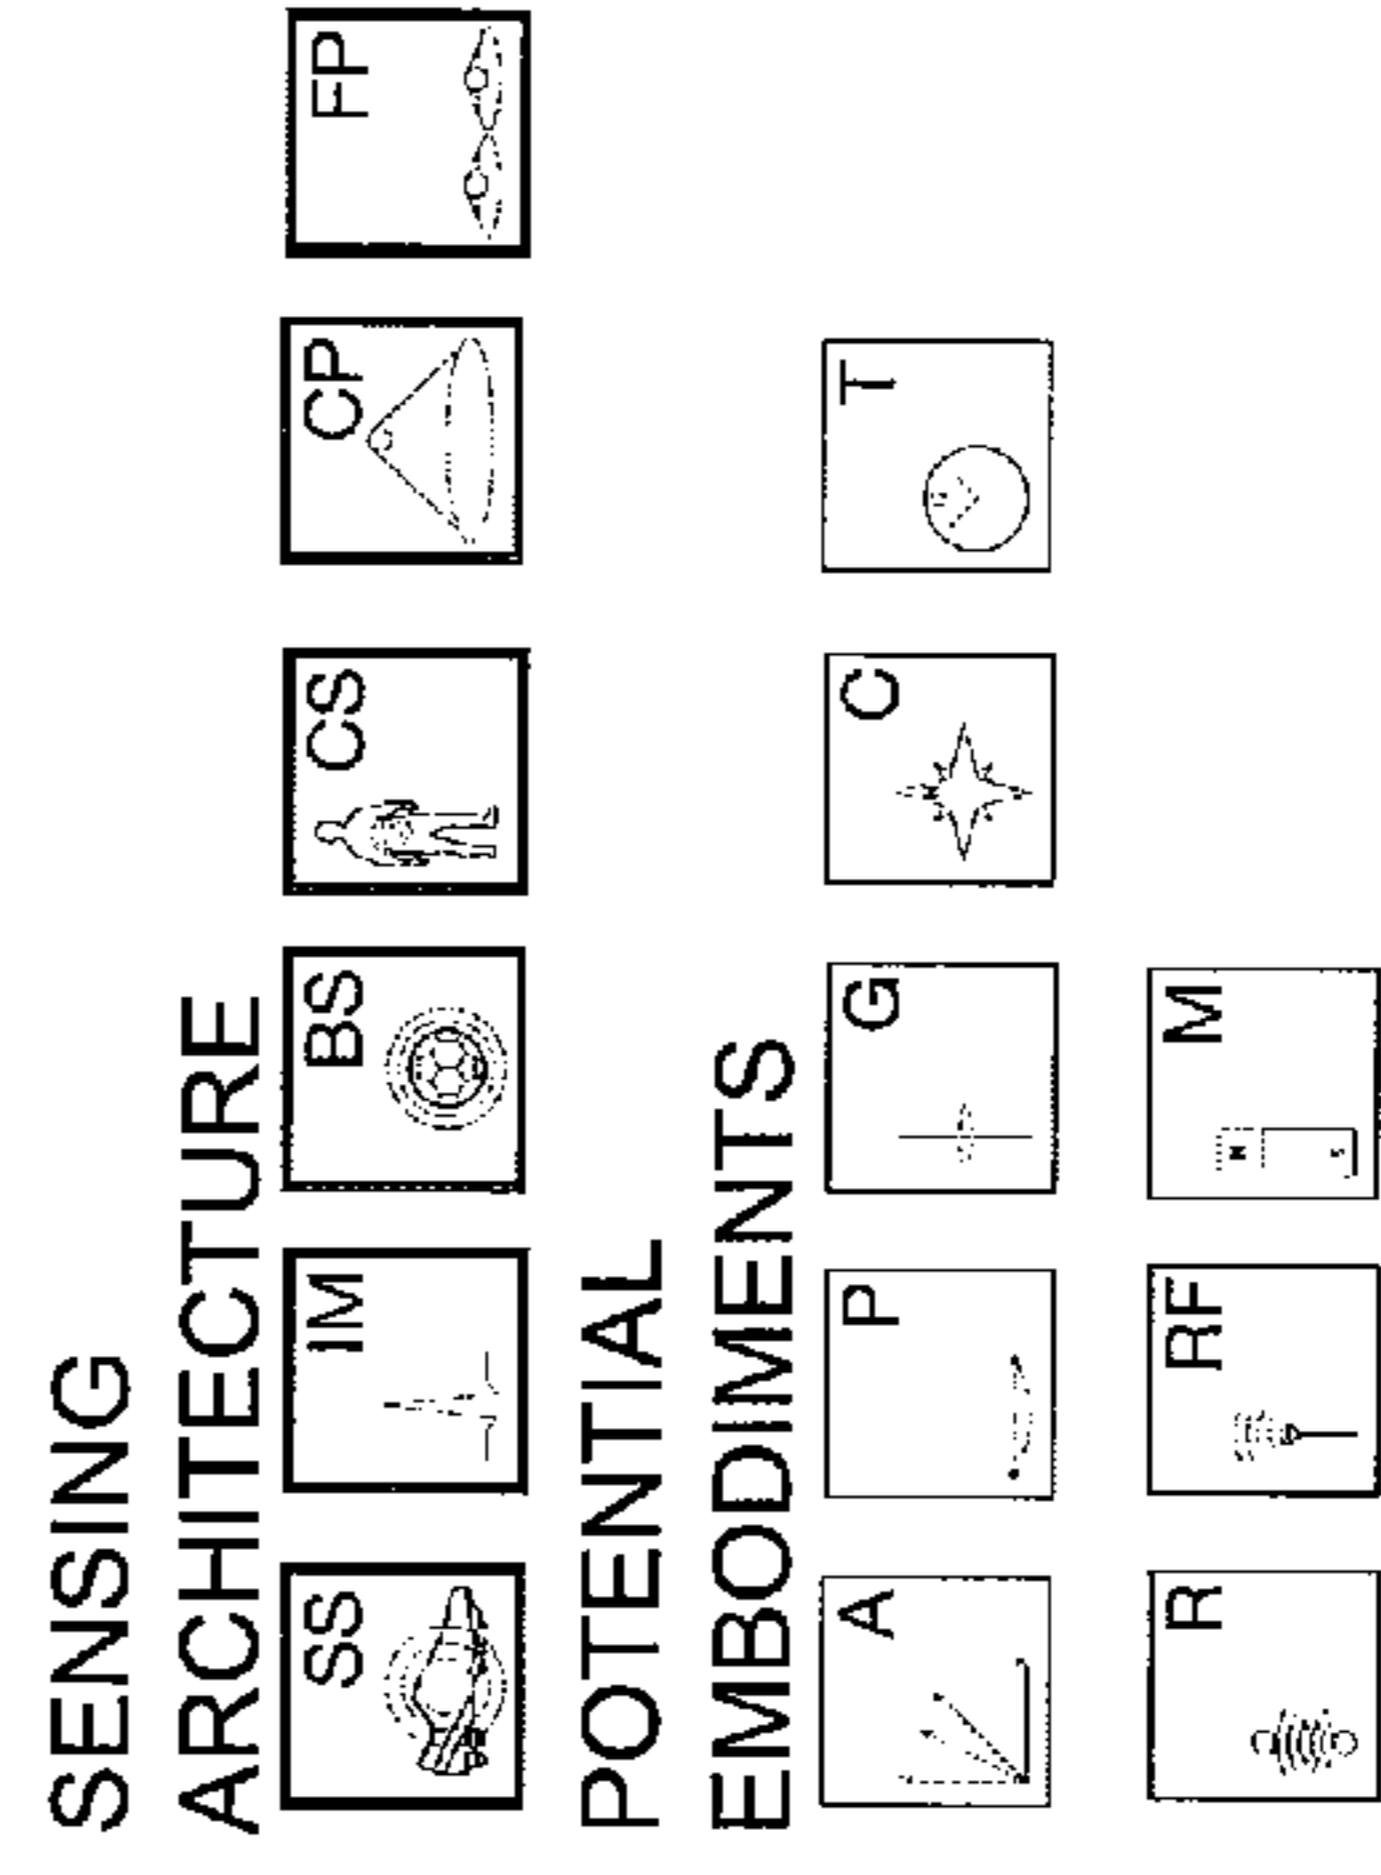 SENSING
ARCHITECTURE
SS IM BS CS CP FP
POTENTIAL
EMBODIMENTS
A P G C T
R RF M
N
S